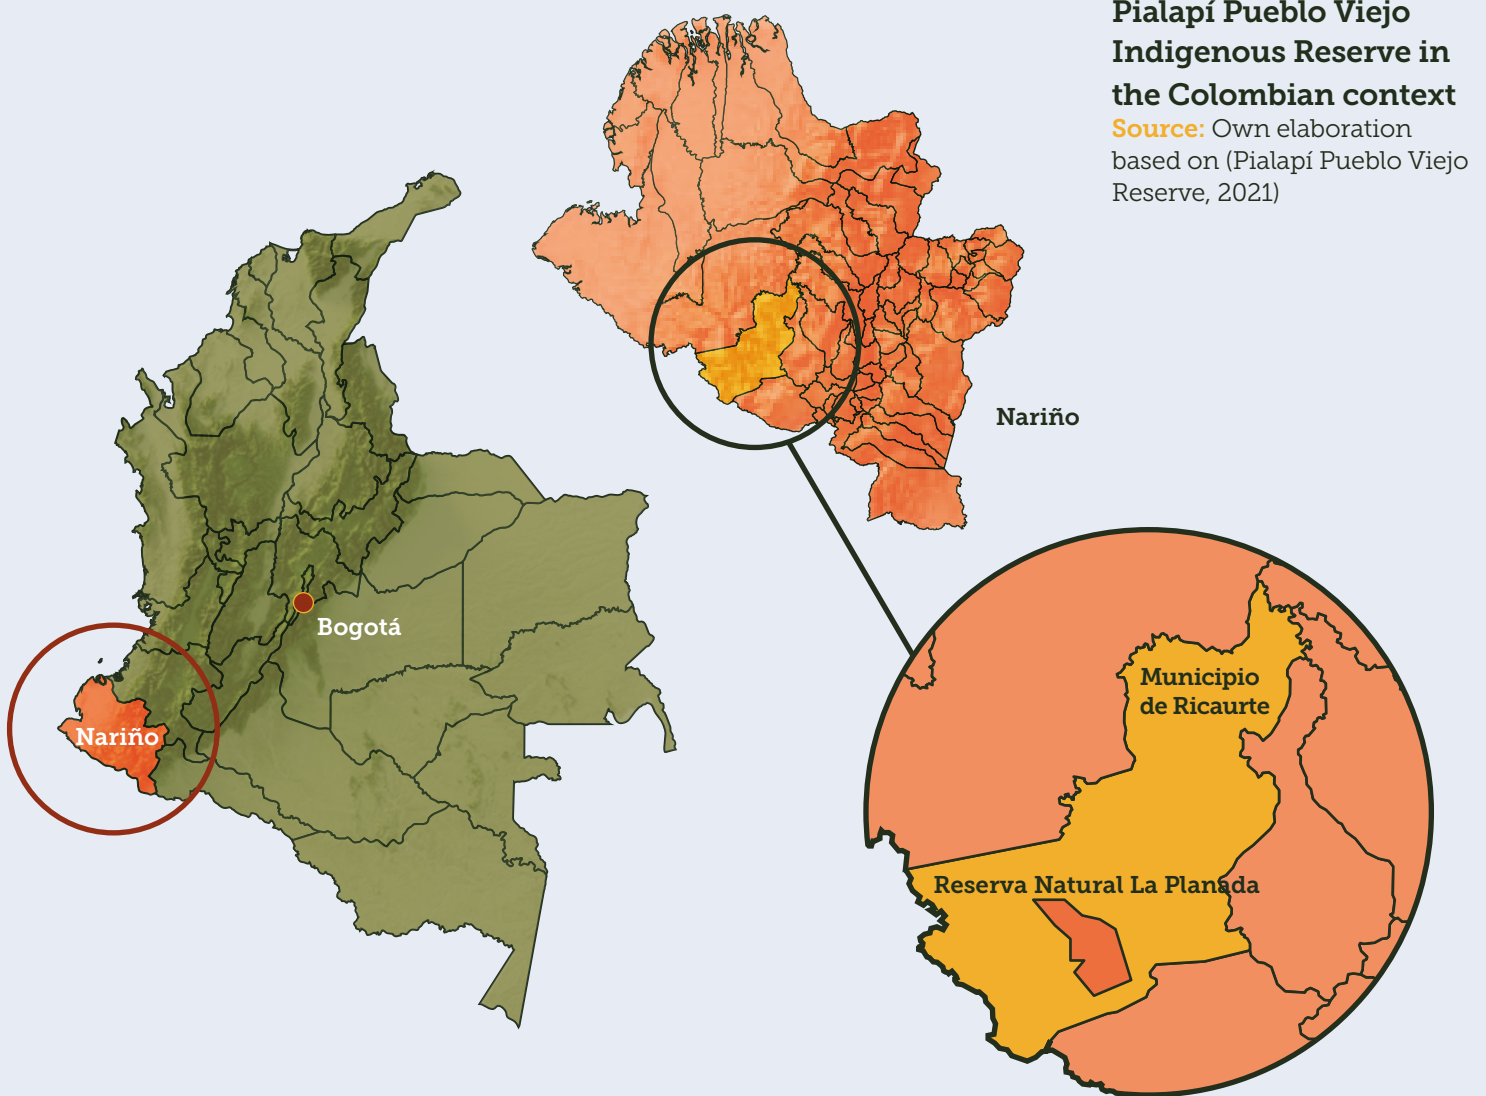 Pialapí Pueblo Viejo
Indigenous Reserve in
the Colombian context
Source: Own elaboration
based on (Pialapí Pueblo Viejo
Reserve, 2021)
Nariño
Bogotá
Nariño
Municipio
de Ricaurte
Reserva Natural La Planada